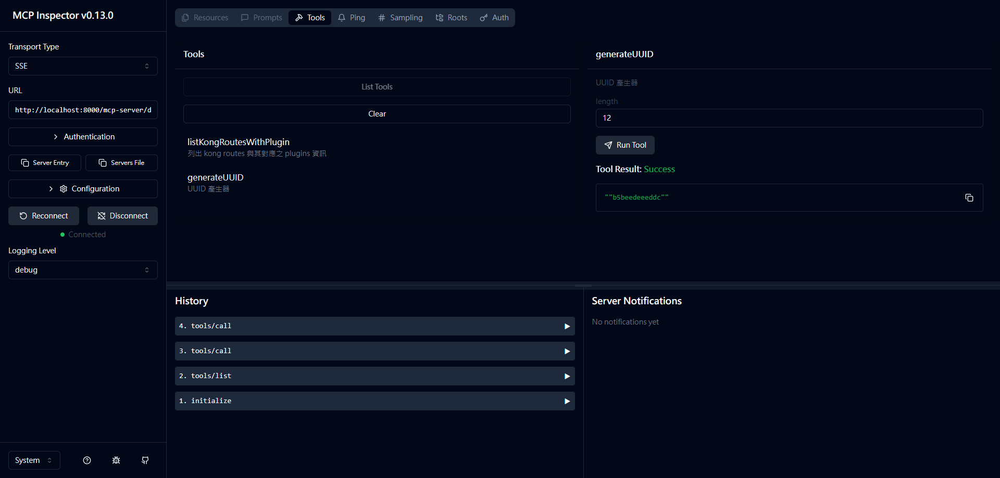 MCP Inspector v0.13.0
Transport Type
SSE
URL
http://localhost:8000/mcp-server/d
Authentication
Server Entry
Servers File
Configuration
Reconnect
Disconnect
Connected
Logging Level
debug
System
Resources
Prompts
Tools
Ping
Sampling
Roots
Auth
Tools
List Tools
Clear
listKongRoutesWithPlugin
列出 kong routes 與其對應之 plugins 資訊
generateUUID
UUID 產生器
generateUUID
UUID 產生器
length
12
Run Tool
Tool Result: Success
""b5beedeeeddc""
History
4. tools/call
3. tools/call
2. tools/list
1. initialize
Server Notifications
No notifications yet